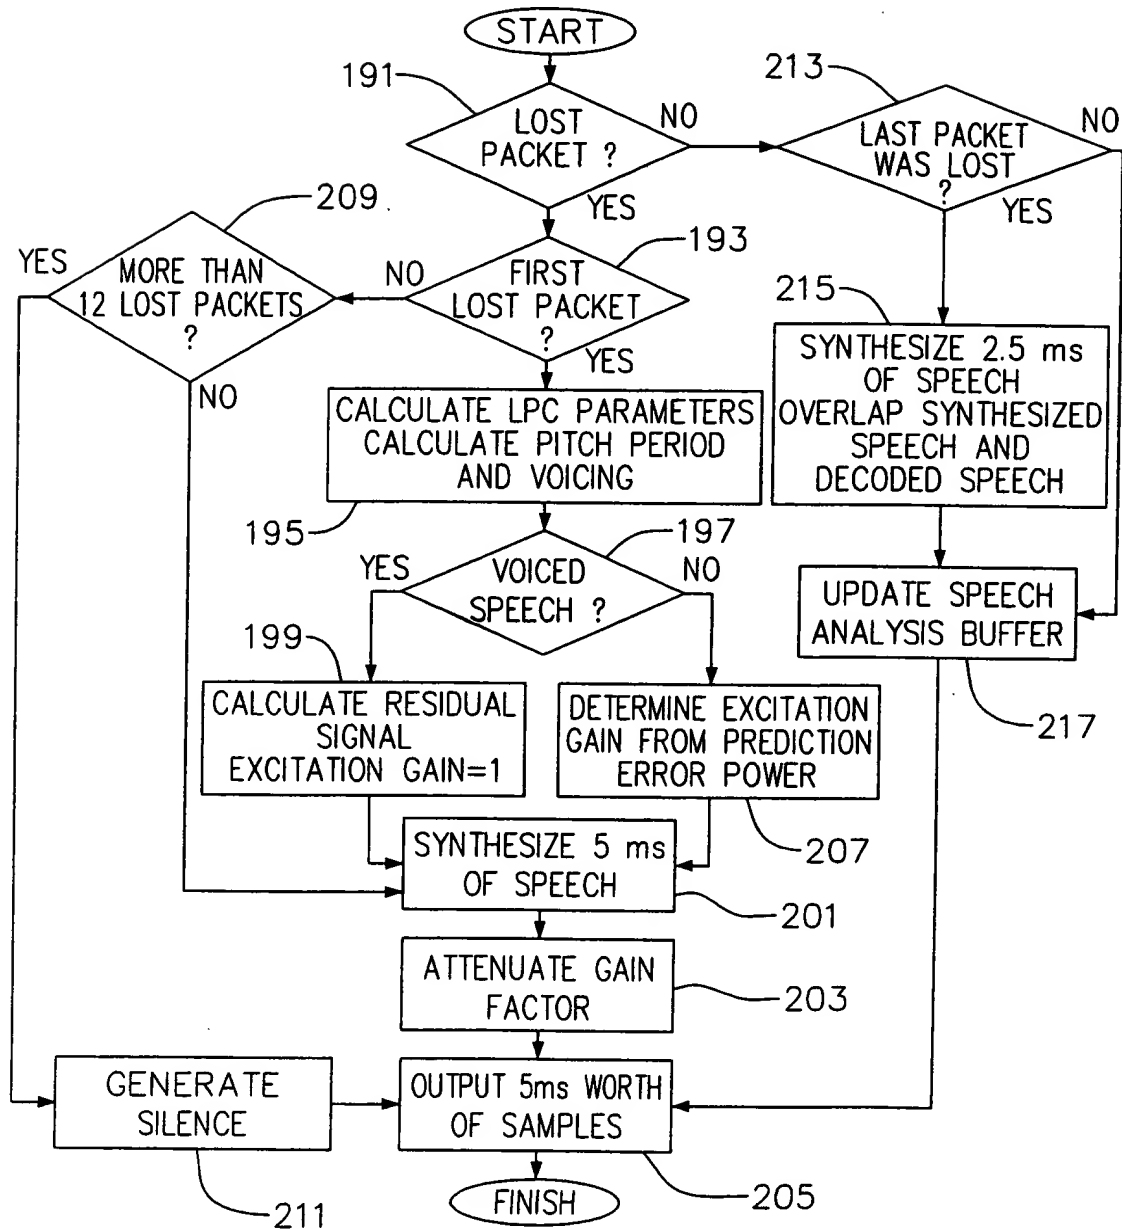 START
191
213
LOST
PACKET ?
NO
LAST PACKET
WAS LOST
?
NO
YES
YES
209
193
YES
MORE THAN
12 LOST PACKETS
?
NO
FIRST
LOST PACKET
?
215
YES
NO
SYNTHESIZE 2.5 ms
OF SPEECH
OVERLAP SYNTHESIZED
SPEECH AND
DECODED SPEECH
CALCULATE LPC PARAMETERS
CALCULATE PITCH PERIOD
AND VOICING
195
197
YES
VOICED
SPEECH ?
NO
UPDATE SPEECH
ANALYSIS BUFFER
199
217
CALCULATE RESIDUAL
SIGNAL
EXCITATION GAIN=1
DETERMINE EXCITATION
GAIN FROM PREDICTION
ERROR POWER
207
SYNTHESIZE 5 ms
OF SPEECH
201
ATTENUATE GAIN
FACTOR
203
GENERATE
SILENCE
OUTPUT 5ms WORTH
OF SAMPLES
211
205
FINISH